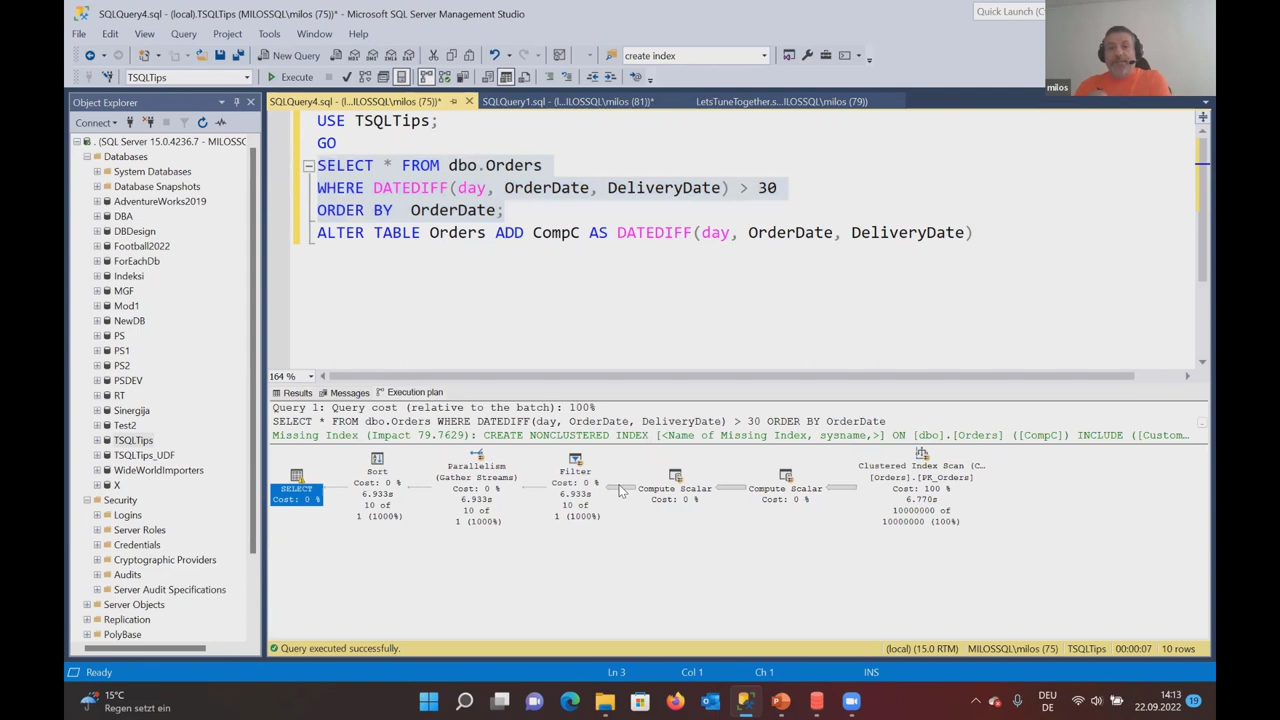 SQLQuery4.sql - (local).TSQLTips (MILOSSQL\milos (75))* - Microsoft SQL Server Management Studio
Quick Launch (C
File Edit View Query Project Tools Window Help
New Query
create index
TSQLTips
Execute
milos
Object Explorer
SQLQuery4.sql - (l...ILOSSQL\milos (75))*
SQLQuery1.sql - (l...ILOSSQL\milos (81))*
LetsTuneTogether.s...ILOSSQL\milos (79))
Connect
. (SQL Server 15.0.4236.7 - MILOSSC
Databases
System Databases
Database Snapshots
AdventureWorks2019
DBA
DBDesign
Football2022
ForEachDb
Indeksi
MGF
Mod1
NewDB
PS
PS1
PS2
PSDEV
RT
Sinergija
Test2
TSQLTips
TSQLTips_UDF
WideWorldImporters
X
Security
Logins
Server Roles
Credentials
Cryptographic Providers
Audits
Server Audit Specifications
Server Objects
Replication
PolyBase
USE TSQLTips;
GO
SELECT * FROM dbo.Orders
WHERE DATEDIFF(day, OrderDate, DeliveryDate) > 30
ORDER BY OrderDate;
ALTER TABLE Orders ADD CompC AS DATEDIFF(day, OrderDate, DeliveryDate)
164 %
Results Messages Execution plan
Query 1: Query cost (relative to the batch): 100%
SELECT * FROM dbo.Orders WHERE DATEDIFF(day, OrderDate, DeliveryDate) > 30 ORDER BY OrderDate
Missing Index (Impact 79.7629): CREATE NONCLUSTERED INDEX [<Name of Missing Index, sysname,>] ON [dbo].[Orders] ([CompC]) INCLUDE ([Custom...
SELECT
Cost: 0 %
Sort
Cost: 0 %
6.933s
10 of
1 (1000%)
Parallelism
(Gather Streams)
Cost: 0 %
6.933s
10 of
1 (1000%)
Filter
Cost: 0 %
6.933s
10 of
1 (1000%)
Compute Scalar
Cost: 0 %
Compute Scalar
Cost: 0 %
Clustered Index Scan (C...
[Orders].[PK_Orders]
Cost: 100 %
6.770s
10000000 of
10000000 (100%)
Query executed successfully.
(local) (15.0 RTM) MILOSSQL\milos (75) TSQLTips 00:00:07 10 rows
Ready
Ln 3 Col 1 Ch 1 INS
15°C
Regen setzt ein
DEU
DE
14:13
22.09.2022
19